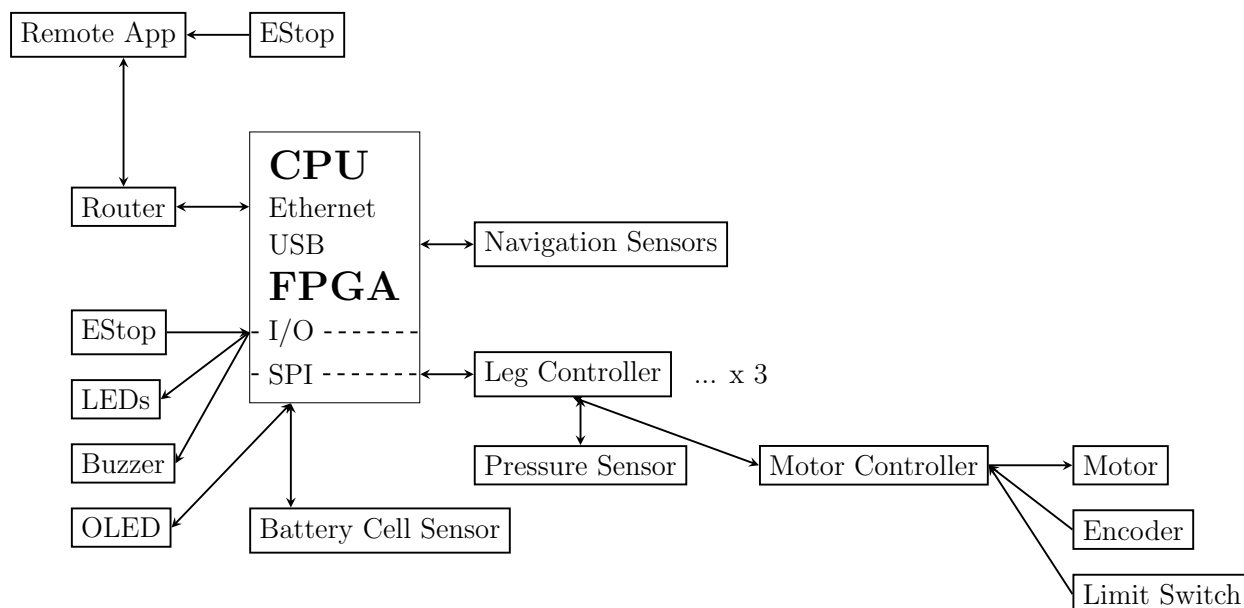 Remote App
EStop
CPU
Ethernet
USB
FPGA
I/O
SPI
Router
Navigation Sensors
EStop
LEDs
Buzzer
OLED
Leg Controller
... x 3
Pressure Sensor
Battery Cell Sensor
Motor Controller
Motor
Encoder
Limit Switch